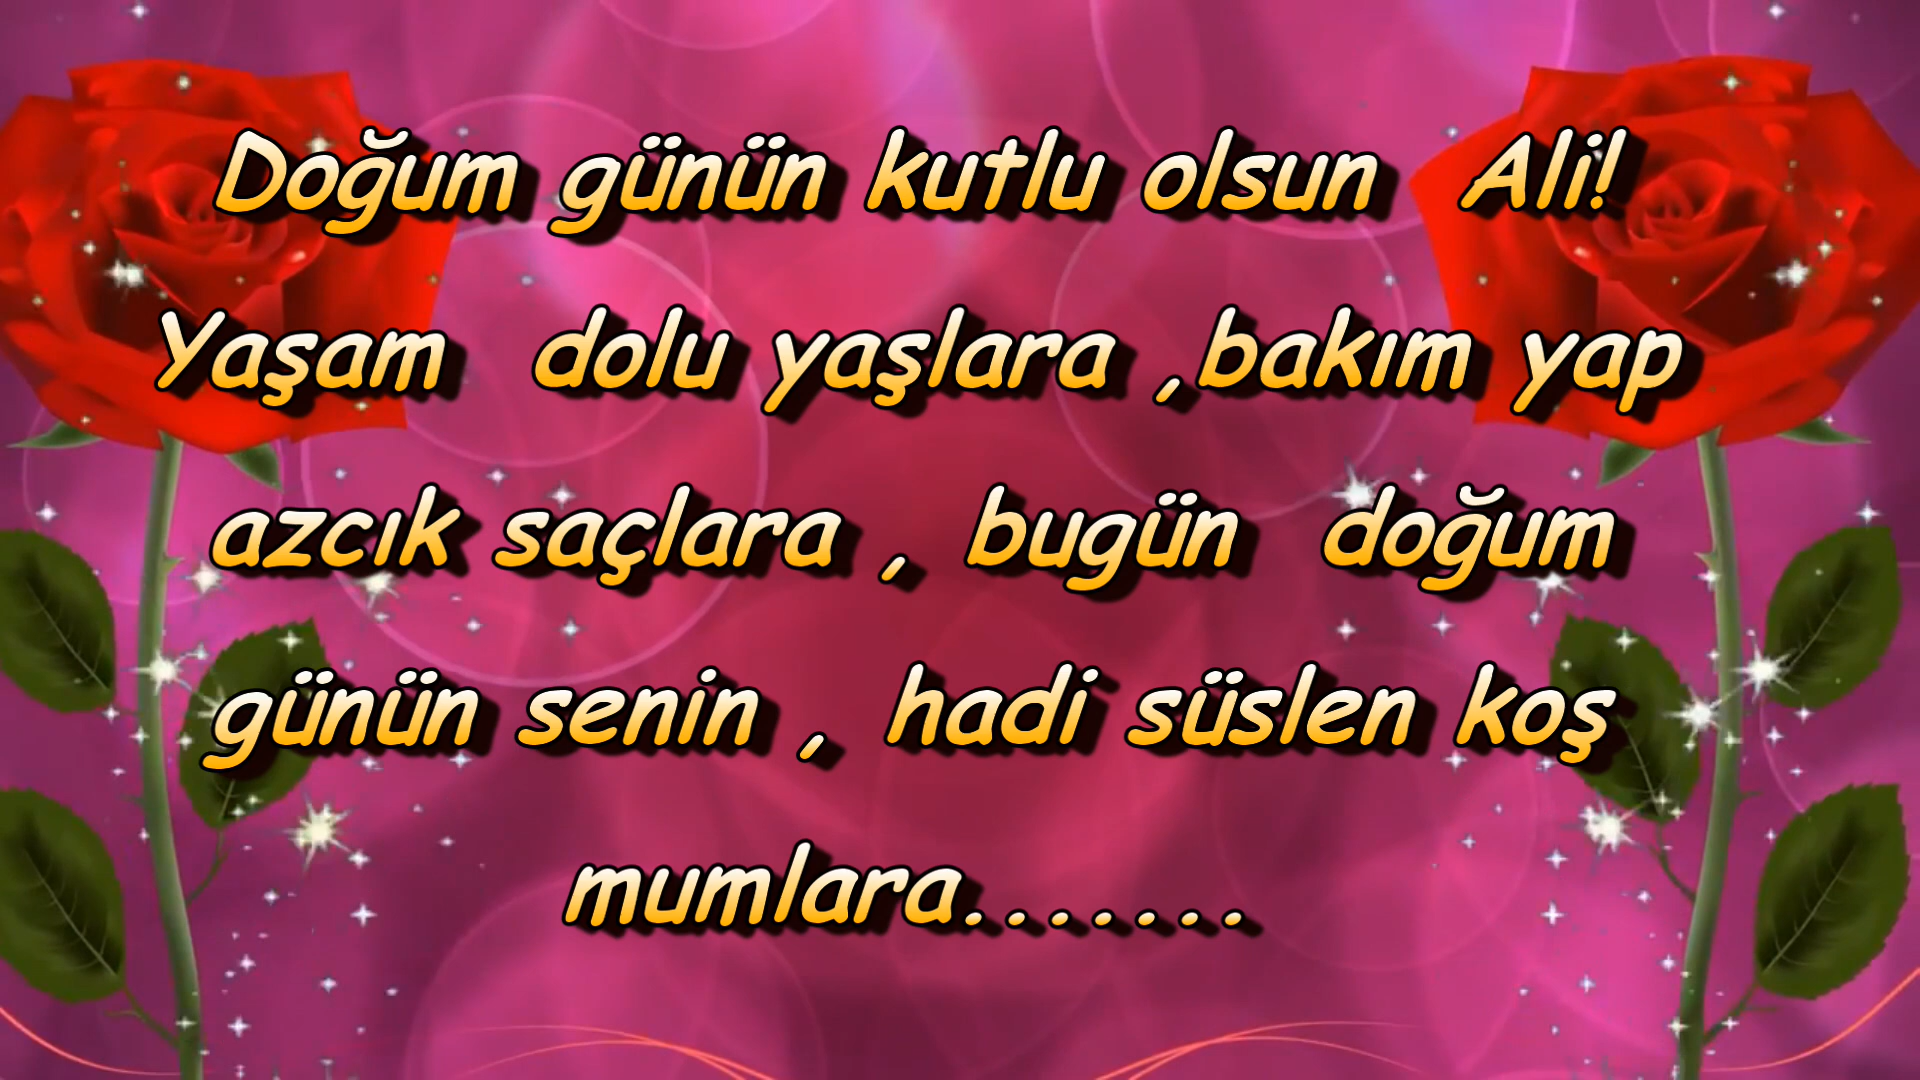 Doğum günün kutlu olsun Ali!
Yaşam dolu yaşlara ,bakım yap
azcık saçlara , bugün doğum
günün senin , hadi süslen koş
mumlara.......